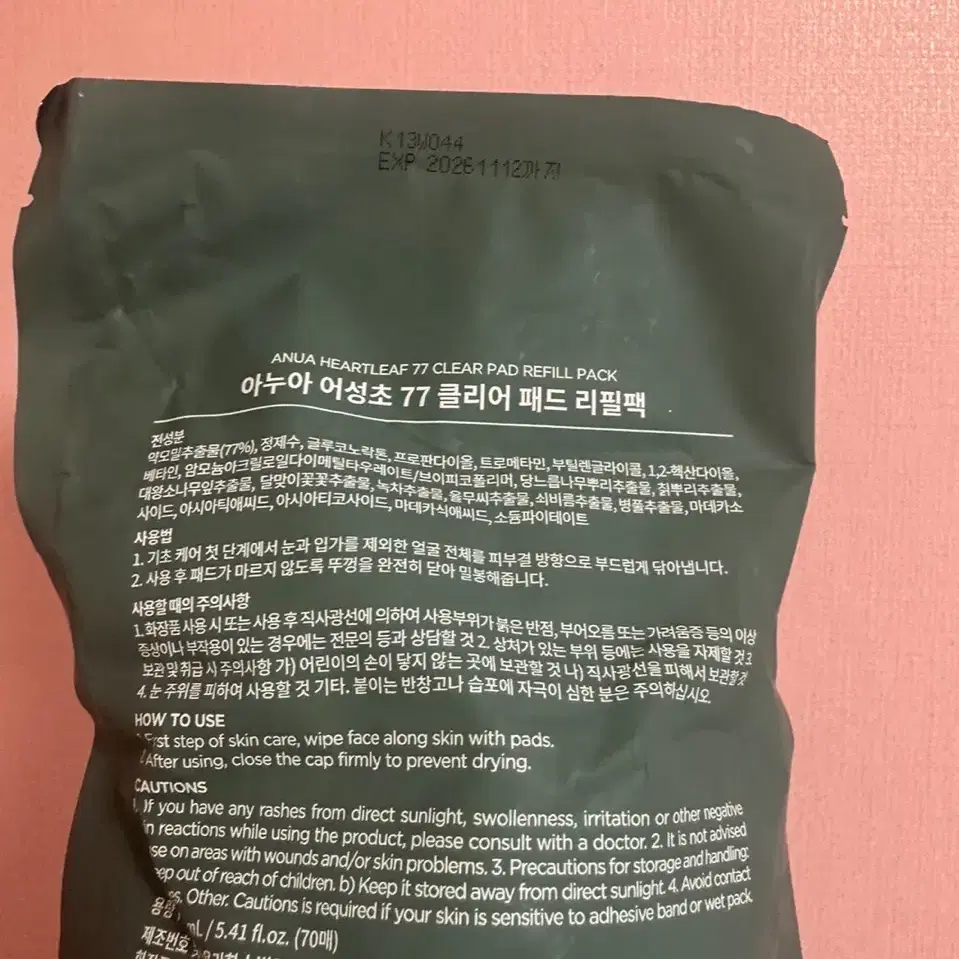 K13W044
EXP 20261112까지
ANUA HEARTLEAF 77 CLEAR PAD REFILL PACK
아누아 어성초 77 클리어 패드 리필팩
전성분
약모밀추출물(77%), 정제수, 글루코노락톤, 프로판다이올, 트로메타민, 부틸렌글라이콜, 1,2-헥산다이올,
베타인, 암모늄아크릴로일다이메틸타우레이트/브이피코폴리머, 당느릅나무뿌리추출물, 칡뿌리추출물,
대왕소나무잎추출물, 달맞이꽃꽃추출물, 녹차추출물, 율무씨추출물, 쇠비름추출물, 병풀추출물, 마데카소
사이드, 아시아틱애씨드, 아시아티코사이드, 마데카식애씨드, 소듐파이테이트
사용법
1. 기초 케어 첫 단계에서 눈과 입가를 제외한 얼굴 전체를 피부결 방향으로 부드럽게 닦아냅니다.
2. 사용 후 패드가 마르지 않도록 뚜껑을 완전히 닫아 밀봉해줍니다.
사용할 때의 주의사항
1. 화장품 사용 시 또는 사용 후 직사광선에 의하여 사용부위가 붉은 반점, 부어오름 또는 가려움증 등의 이상
증상이나 부작용이 있는 경우에는 전문의 등과 상담할 것 2. 상처가 있는 부위 등에는 사용을 자제할 것 3.
보관 및 취급 시 주의사항 가) 어린이의 손이 닿지 않는 곳에 보관할 것 나) 직사광선을 피해서 보관할 것
4. 눈 주위를 피하여 사용할 것 기타. 붙이는 반창고나 습포에 자극이 심한 분은 주의하십시오.
HOW TO USE
First step of skin care, wipe face along skin with pads.
After using, close the cap firmly to prevent drying.
CAUTIONS
If you have any rashes from direct sunlight, swollenness, irritation or other negative
reactions while using the product, please consult with a doctor. 2. It is not advised
on areas with wounds and/or skin problems. 3. Precautions for storage and handling:
out of reach of children. b) Keep it stored away from direct sunlight. 4. Avoid contact
Other. Cautions is required if your skin is sensitive to adhesive band or wet pack.
용량 mL / 5.41 fl.oz. (70매)
제조번호